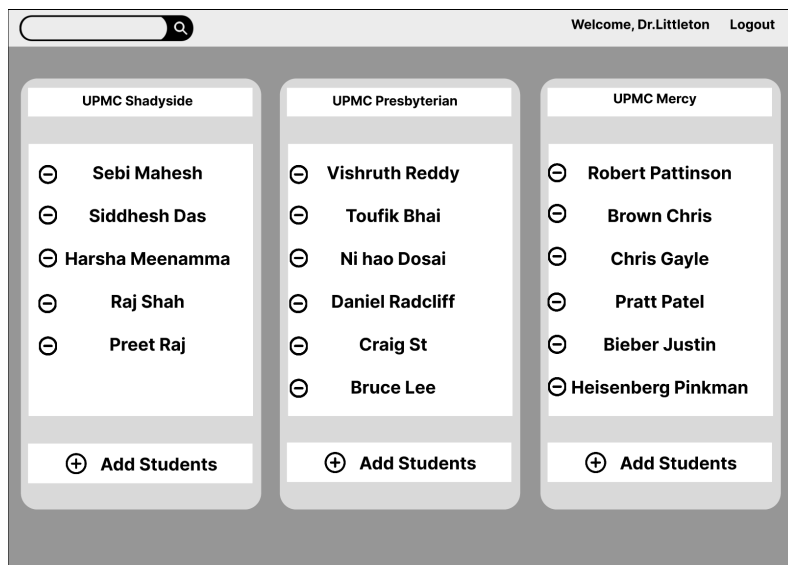 Welcome, Dr.Littleton Logout
UPMC Shadyside
Sebi Mahesh
Siddhesh Das
Harsha Meenamma
Raj Shah
Preet Raj
Add Students
UPMC Presbyterian
Vishruth Reddy
Toufik Bhai
Ni hao Dosai
Daniel Radcliff
Craig St
Bruce Lee
Add Students
UPMC Mercy
Robert Pattinson
Brown Chris
Chris Gayle
Pratt Patel
Bieber Justin
Heisenberg Pinkman
Add Students